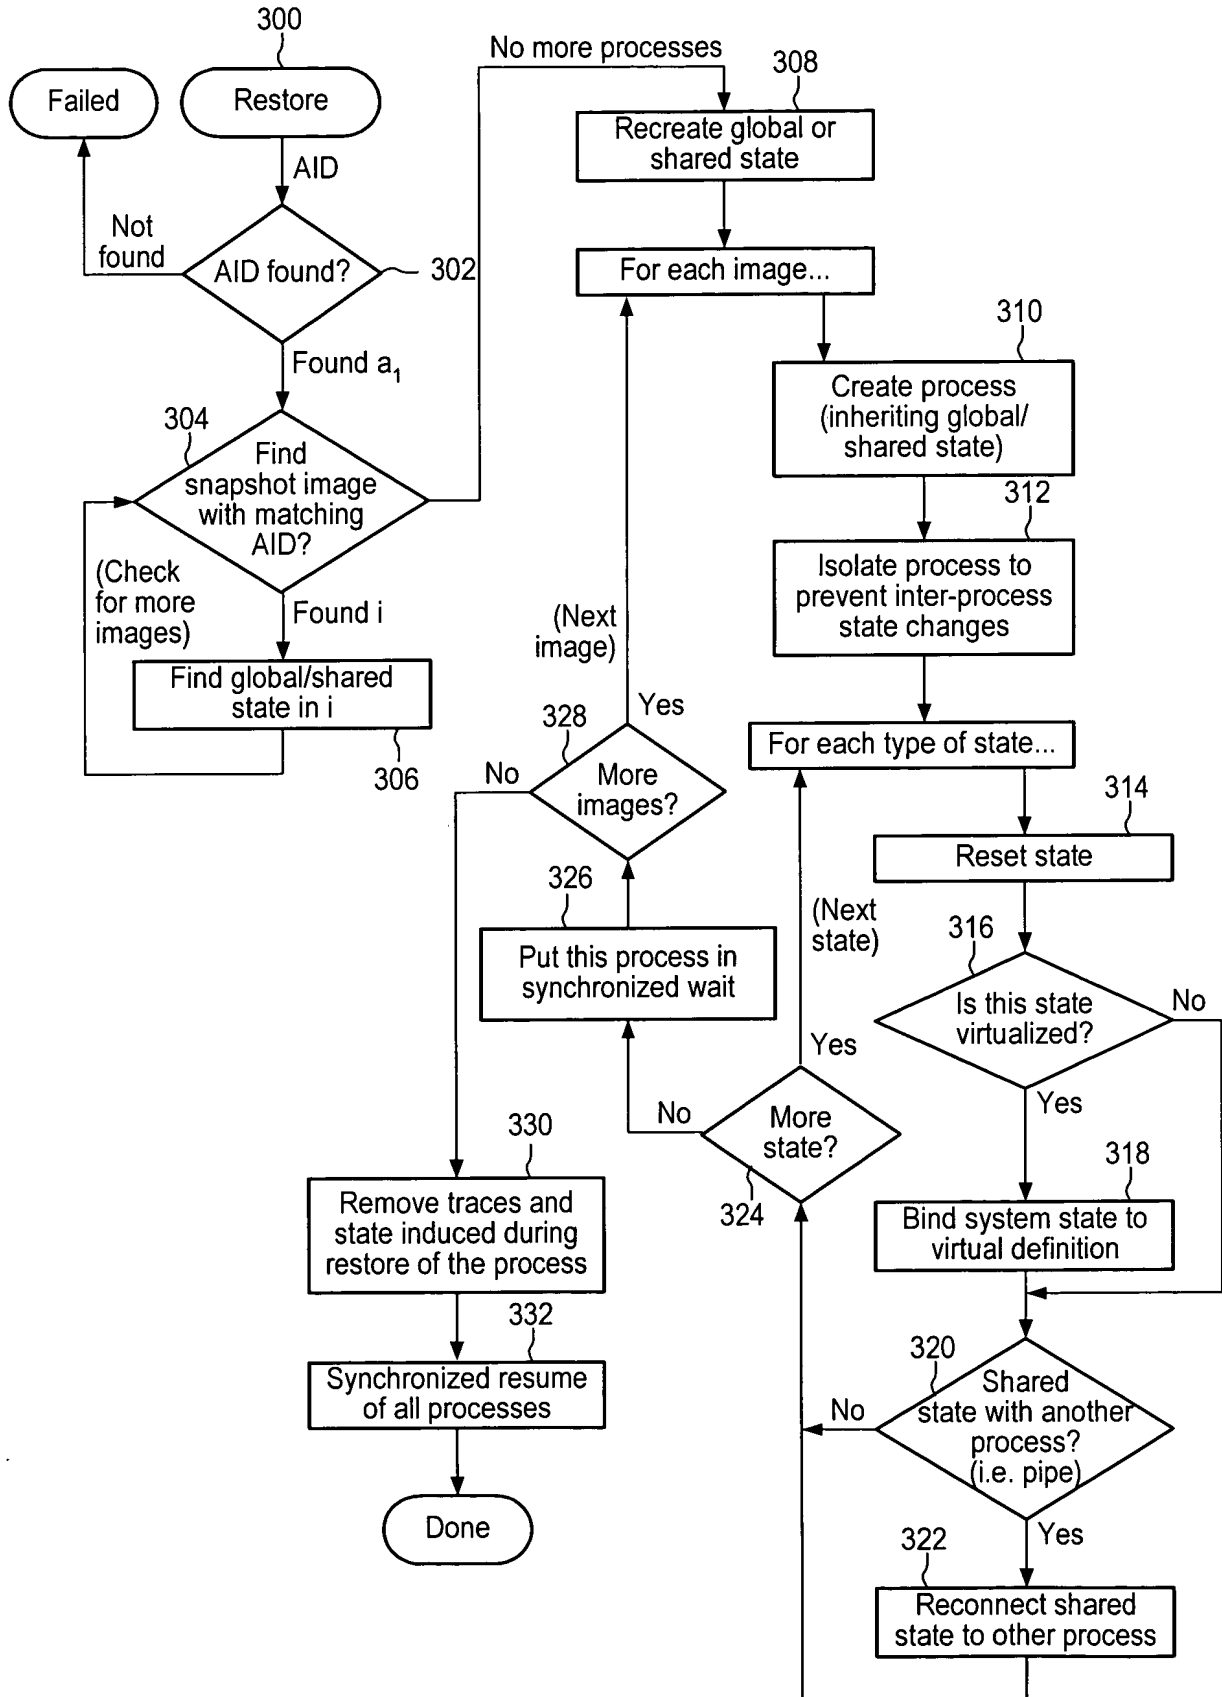 300
Failed
Restore
AID
Not
found
AID found?
302
Found a1
304
Find
snapshot image
with matching
AID?
(Check
for more
images)
Found i
Find global/shared
state in i
306
No more processes
308
Recreate global or
shared state
For each image...
310
Create process
(inheriting global/
shared state)
312
Isolate process to
prevent inter-process
state changes
For each type of state...
314
Reset state
316
Is this state
virtualized?
No
Yes
318
Bind system state to
virtual definition
320
Shared
state with another
process?
(i.e. pipe)
No
Yes
322
Reconnect shared
state to other process
(Next
state)
Yes
More
state?
324
No
326
Put this process in
synchronized wait
328
More
images?
Yes
(Next
image)
No
330
Remove traces and
state induced during
restore of the process
332
Synchronized resume
of all processes
Done